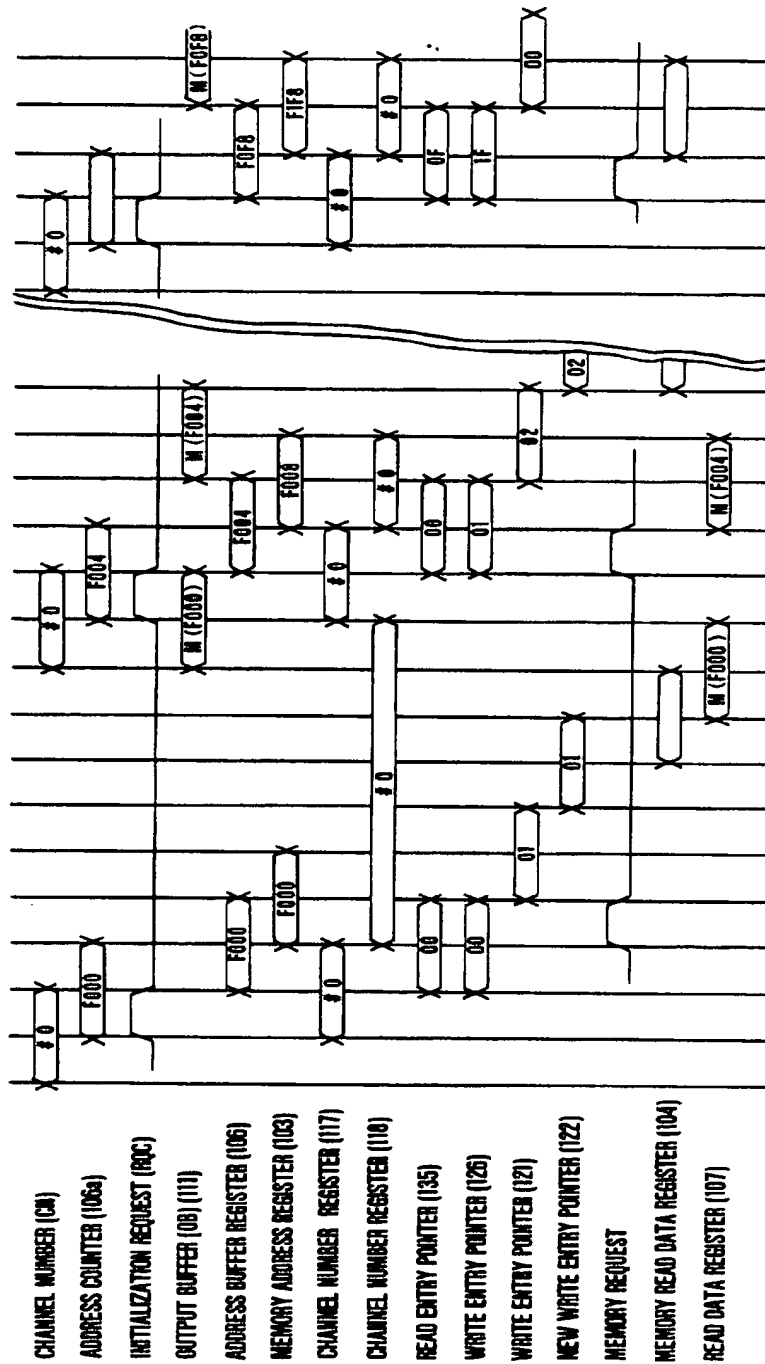 CHANNEL NUMBER (CN) # 0 # 0 # 0
ADDRESS COUNTER (106a) F000 F004
INITIALIZATION REQUEST (RQC)
OUTPUT BUFFER (OB) (111) M (F000) M (F004) M (F0F8)
ADDRESS BUFFER REGISTER (106) F000 F004 F0F8
MEMORY ADDRESS REGISTER (103) F000 F008 F1F8
CHANNEL NUMBER REGISTER (117) # 0 # 0 # 0
CHANNEL NUMBER REGISTER (118) # 0 # 0 # 0
READ ENTRY POINTER (135) 00 00 0F
WRITE ENTRY POINTER (126) 00 01 1F
WRITE ENTRY POINTER (121) 01 02 00
NEW WRITE ENTRY POINTER (122) 01 02
MEMORY REQUEST
MEMORY READ DATA REGISTER (104)
READ DATA REGISTER (107) M (F000) M (F004)